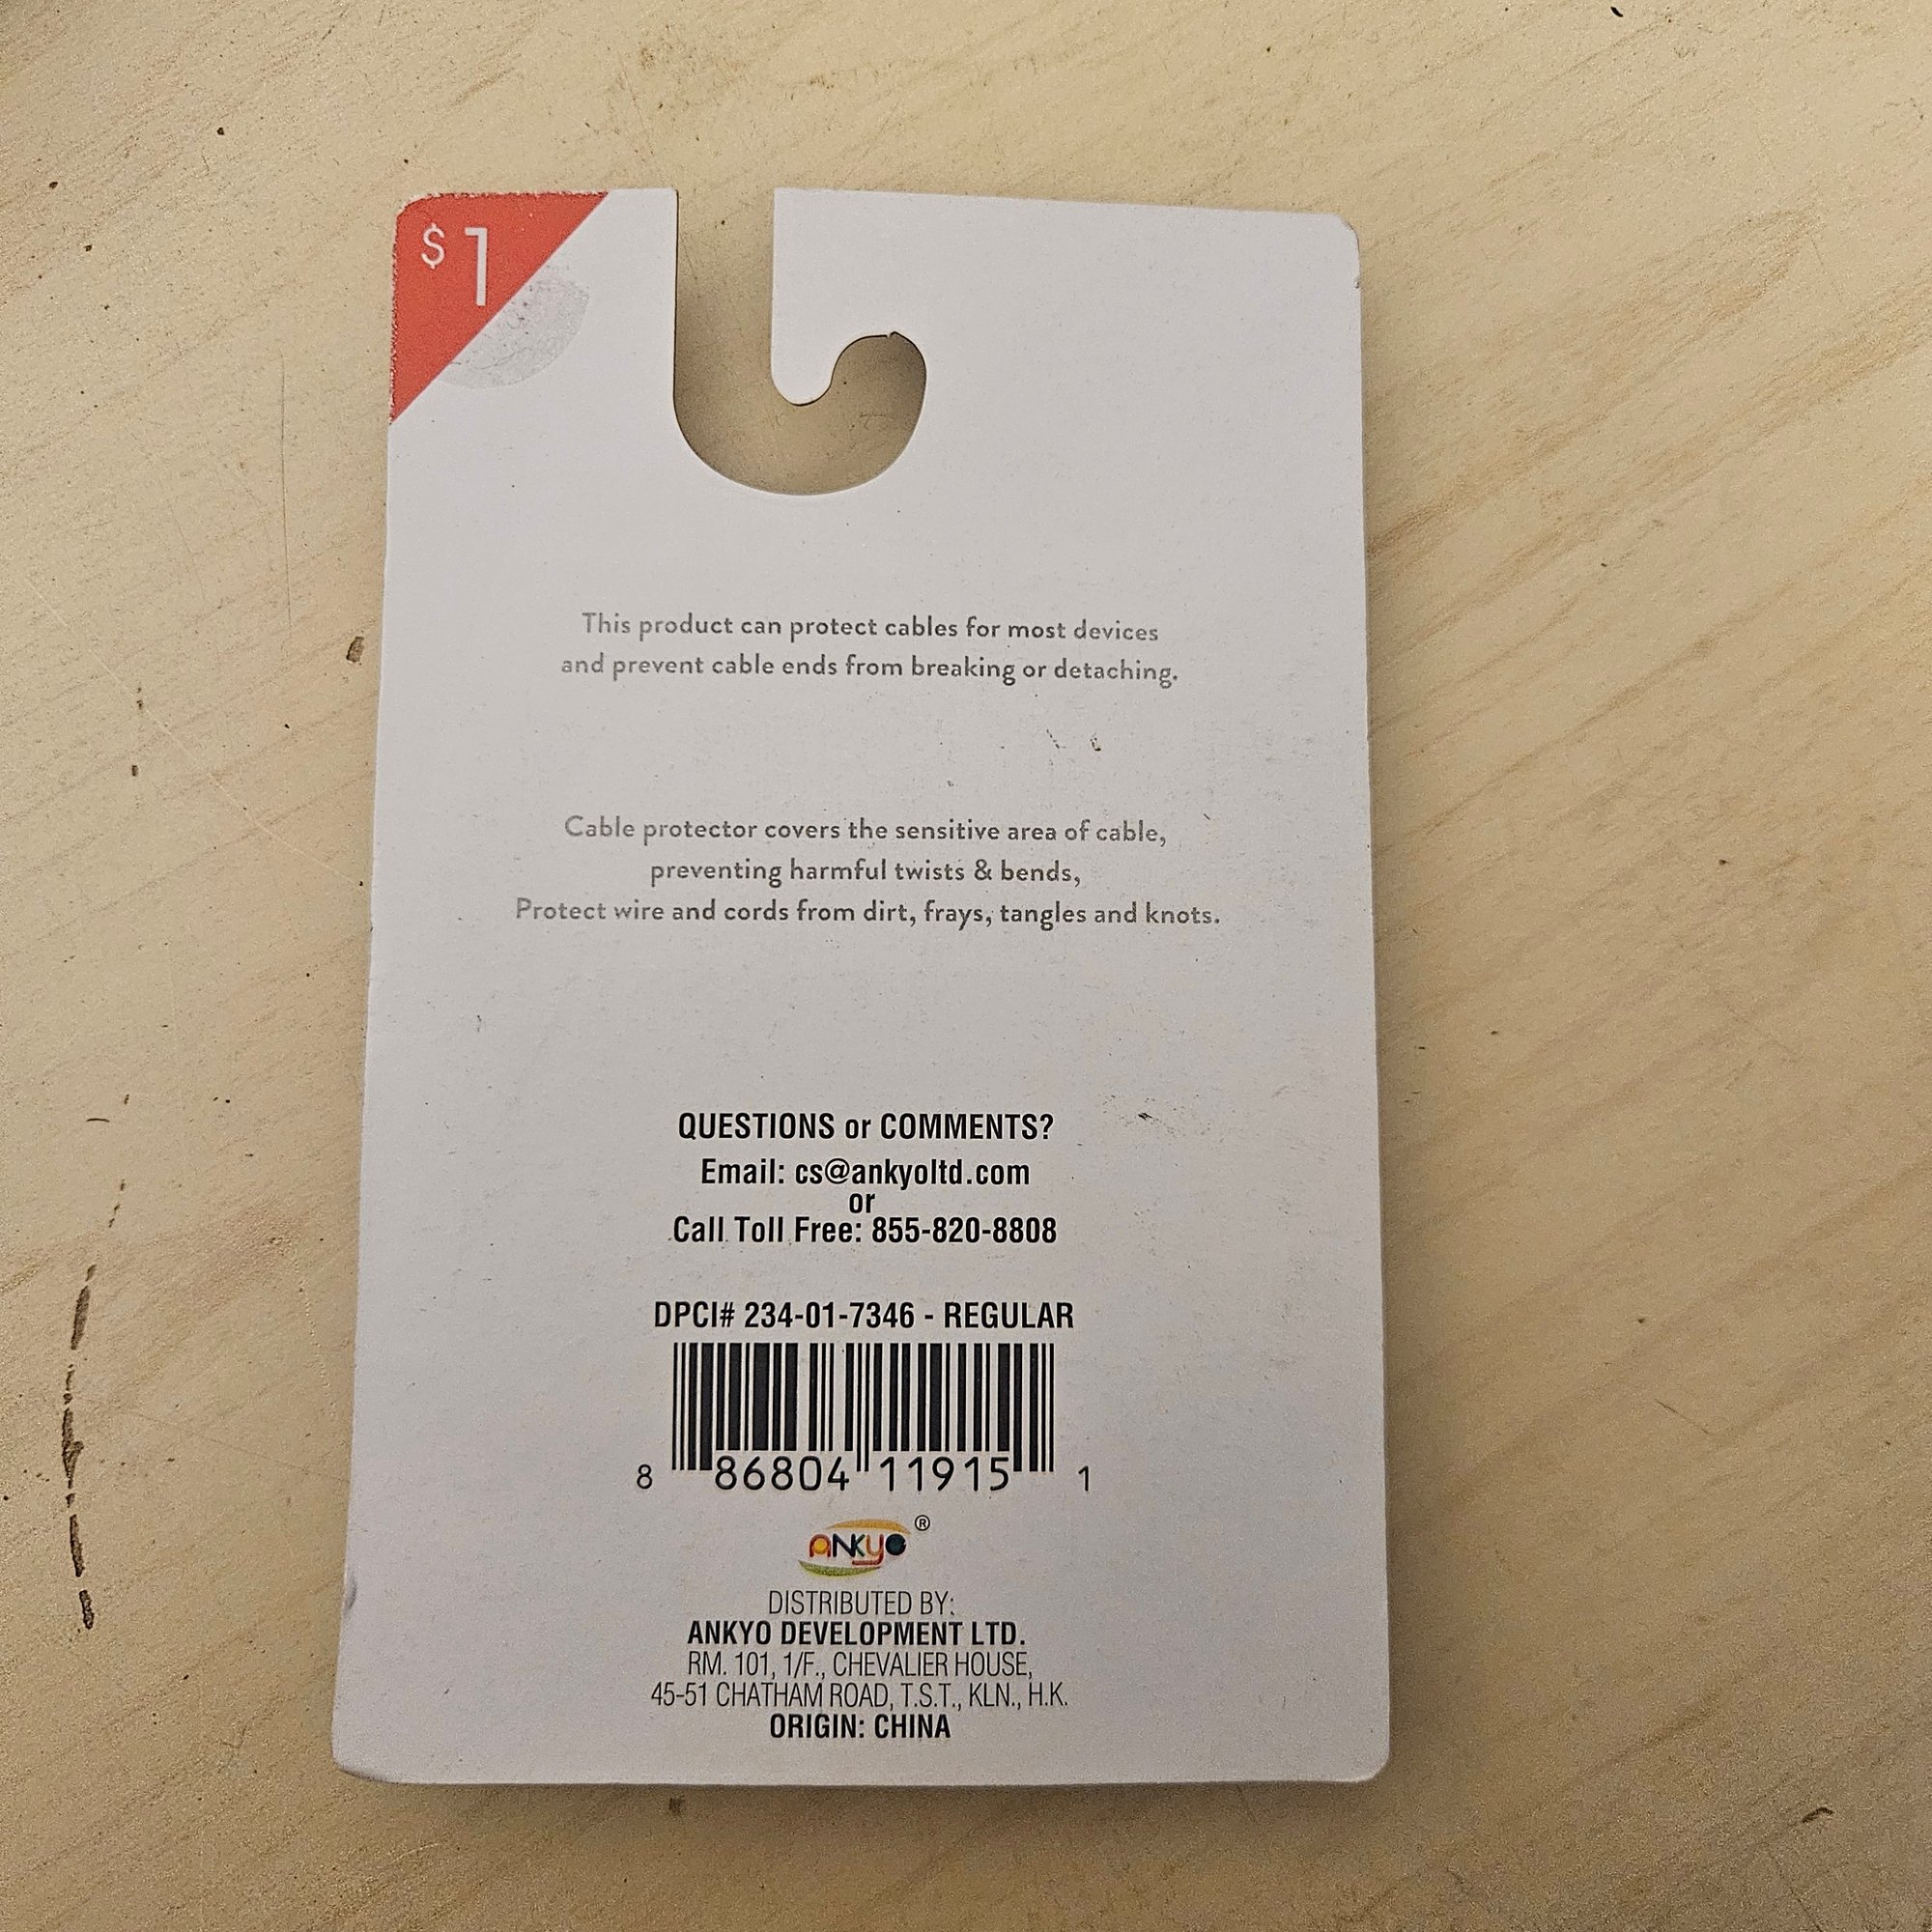 $1
This product can protect cables for most devices
and prevent cable ends from breaking or detaching.
Cable protector covers the sensitive area of cable,
preventing harmful twists & bends,
Protect wire and cords from dirt, frays, tangles and knots.
QUESTIONS or COMMENTS?
Email: cs@ankyoltd.com
or
Call Toll Free: 855-820-8808
DPCI# 234-01-7346 - REGULAR
8 86804 11915 1
ANKYO®
DISTRIBUTED BY:
ANKYO DEVELOPMENT LTD.
RM. 101, 1/F., CHEVALIER HOUSE,
45-51 CHATHAM ROAD, T.S.T., KLN., H.K.
ORIGIN: CHINA